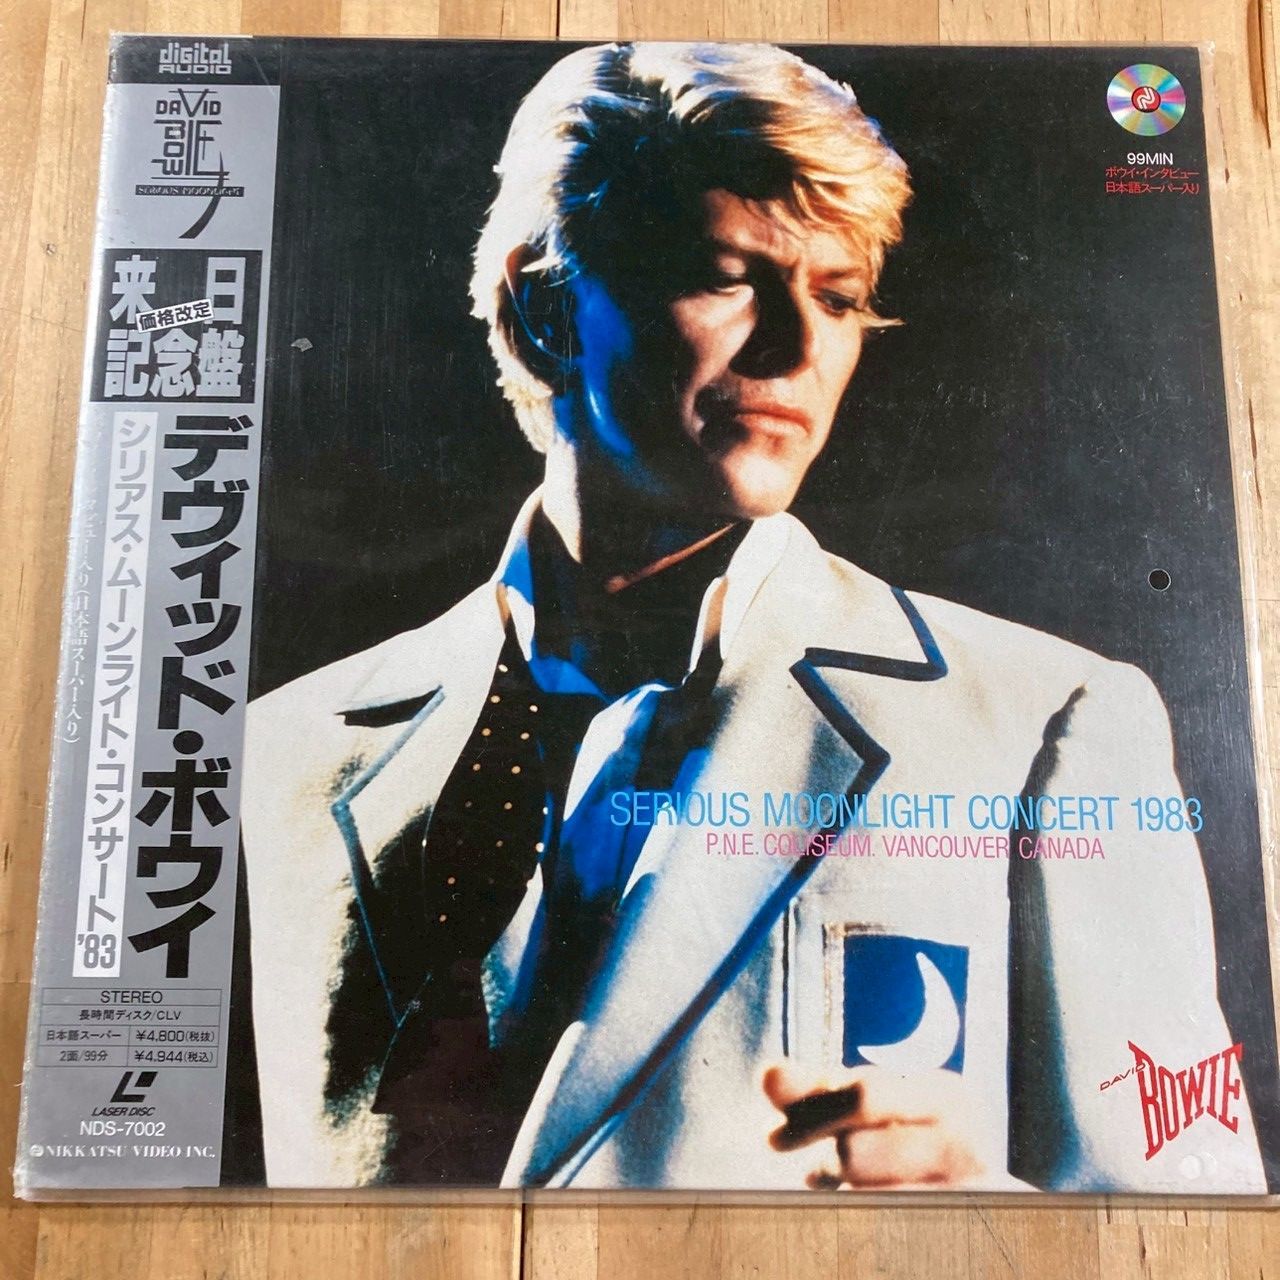 digital
AUDIO
DAVID
BOWIE
SERIOUS MOONLIGHT
来日
価格改定
記念盤
デヴィッド・ボウイ
シリアス・ムーンライト・コンサート'83
入り(日本語スーパー入り)
STEREO
長時間ディスク/CLV
日本語スーパー ¥4,800(税抜)
2面/99分 ¥4,944(税込)
LASER DISC
NDS-7002
NIKKATSU VIDEO INC.
99MIN
ボウイ・インタビュー
日本語スーパー入り
SERIOUS MOONLIGHT CONCERT 1983
P.N.E. COLISEUM. VANCOUVER CANADA
DAVID
BOWIE